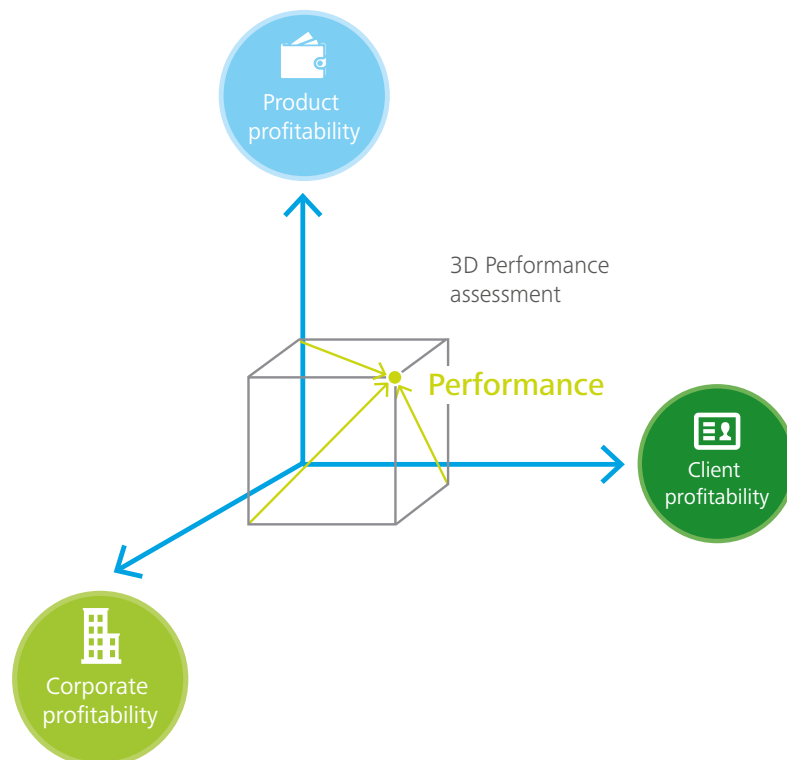 Product
profitability
3D Performance
assessment
Performance
Client
profitability
Corporate
profitability